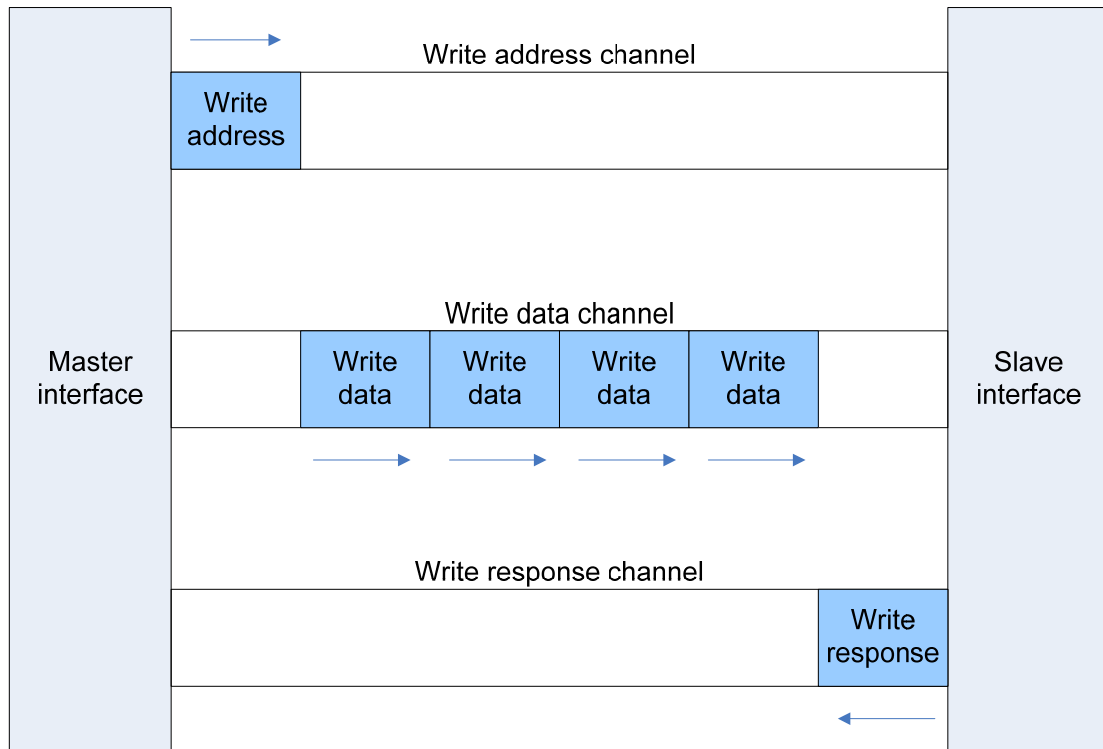 Write address channel
Write
address
Write data channel
Master
interface
Write
data
Write
data
Write
data
Write
data
Slave
interface
Write response channel
Write
response